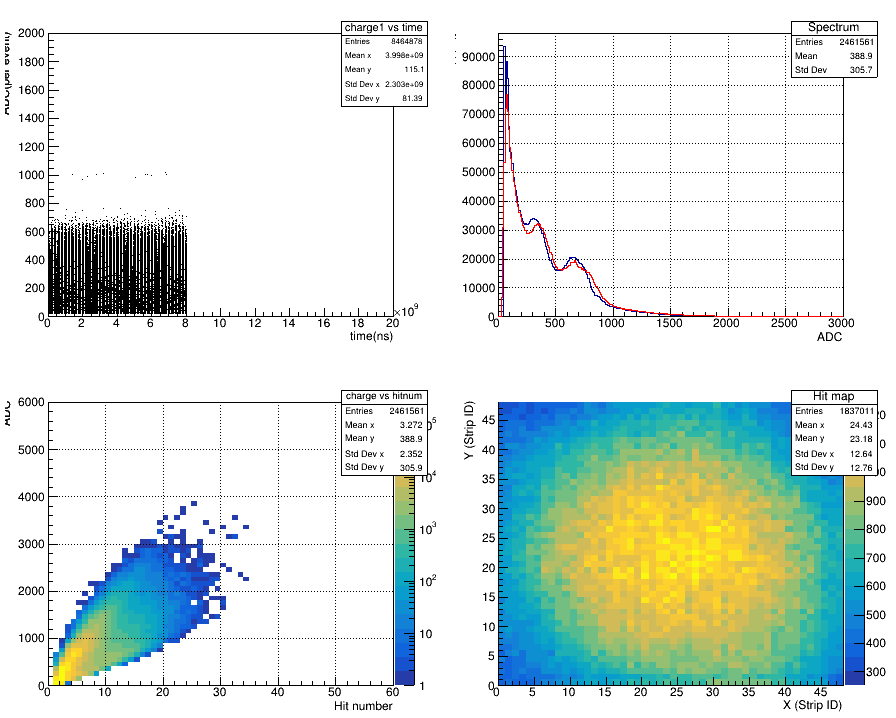 charge1 vs time
Entries 8464878
Mean x 3.998e+09
Mean y 115.1
Std Dev x 2.303e+09
Std Dev y 81.39
2000
1800
1600
1400
1200
1000
800
600
400
200
0
0 2 4 6 8 10 12 14 16 18 20
×10^9
time(ns)
Spectrum
Entries 2461561
Mean 388.9
Std Dev 305.7
90000
80000
70000
60000
50000
40000
30000
20000
10000
0
0 500 1000 1500 2000 2500 3000
ADC
charge vs hitnum
Entries 2461561
Mean x 3.272
Mean y 388.9
Std Dev x 2.352
Std Dev y 305.9
ADC
6000
5000
4000
3000
2000
1000
0
0 10 20 30 40 50 60
Hit number
10^4
10^3
10^2
10
1
Hit map
Entries 1837011
Mean x 24.43
Mean y 23.18
Std Dev x 12.64
Std Dev y 12.76
Y (Strip ID)
45
40
35
30
25
20
15
10
5
0
0 5 10 15 20 25 30 35 40 45
X (Strip ID)
900
800
700
600
500
400
300